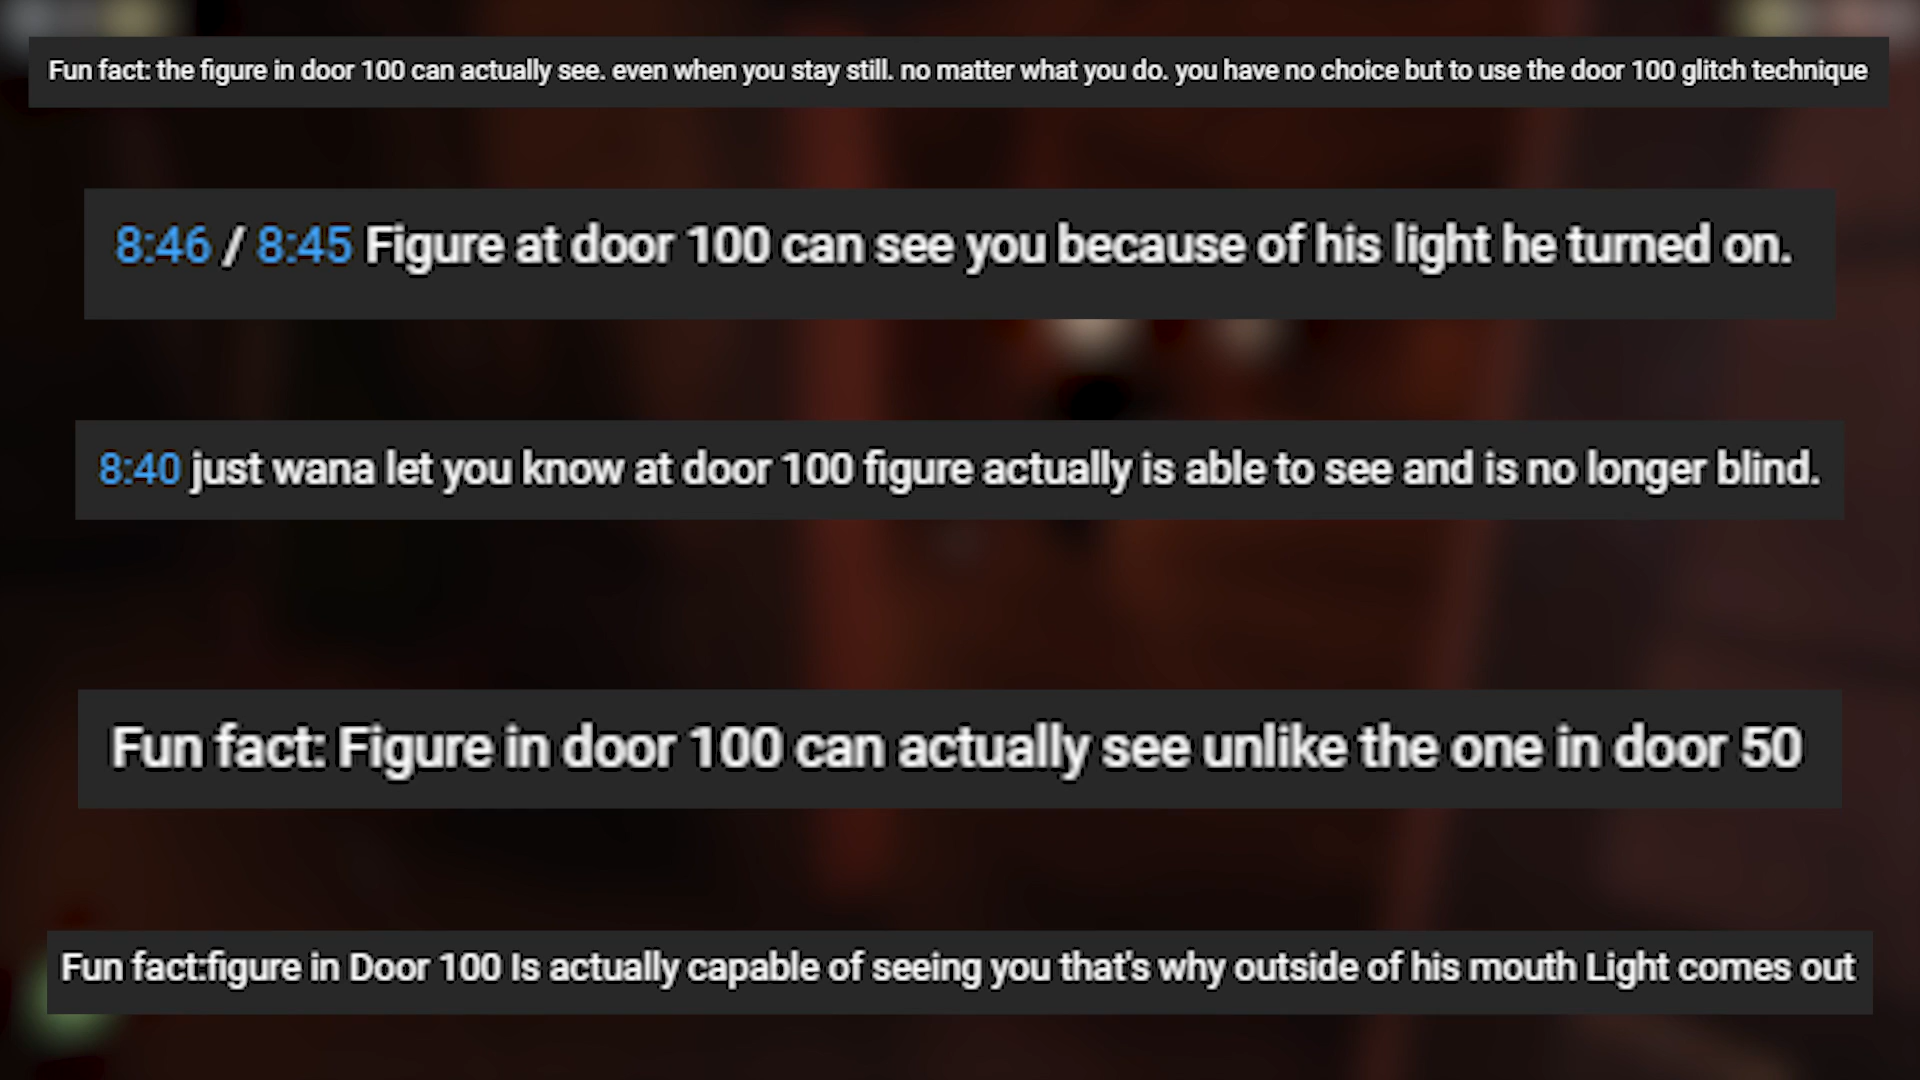 Fun fact: the figure in door 100 can actually see. even when you stay still. no matter what you do. you have no choice but to use the door 100 glitch technique
8:46 / 8:45 Figure at door 100 can see you because of his light he turned on.
8:40 just wana let you know at door 100 figure actually is able to see and is no longer blind.
Fun fact: Figure in door 100 can actually see unlike the one in door 50
Fun fact:figure in Door 100 Is actually capable of seeing you that's why outside of his mouth Light comes out